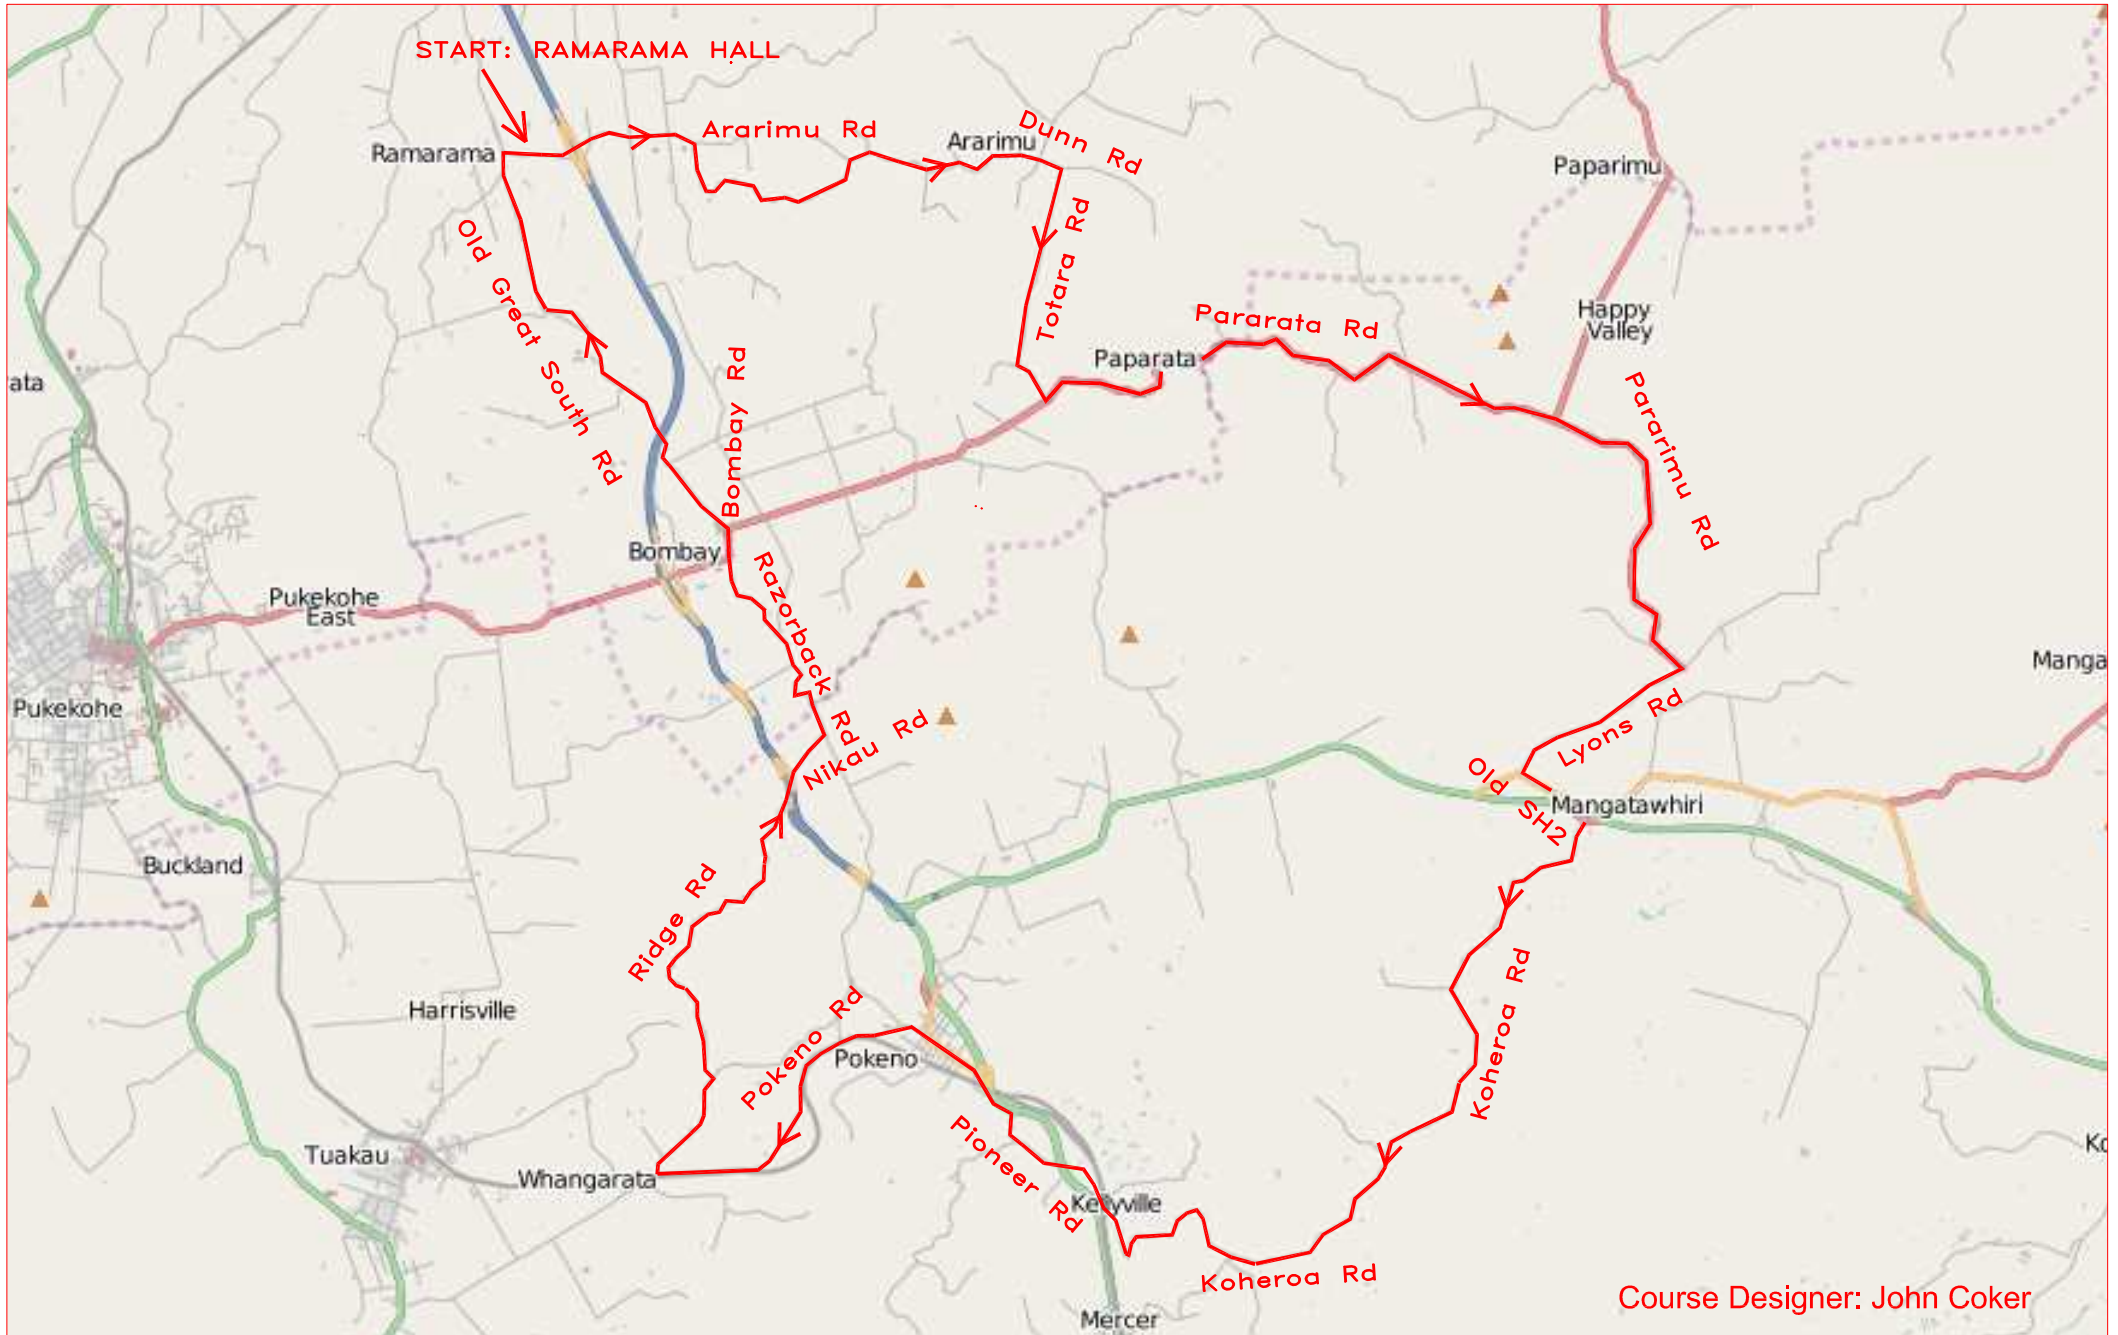 START: RAMARAMA HALL
Ararimu Rd
Dunn Rd
Ararimu
Ramarama
Paparimu
Totara Rd
Old Great South Rd
Happy
Valley
Pararata Rd
Paparata
Bombay Rd
ata
Pararimu Rd
Bombay
Razorback Rd
Pukekohe
East
Manga
Pukekohe
Lyons Rd
Nikau Rd
Old SH2
Mangatawhiri
Buckland
Ridge Rd
Koheroa Rd
Harrisville
Pokeno Rd
Pokeno
Tuakau
Pioneer Rd
Ko
Whangarata
Kellyville
Koheroa Rd
Course Designer: John Coker
Mercer